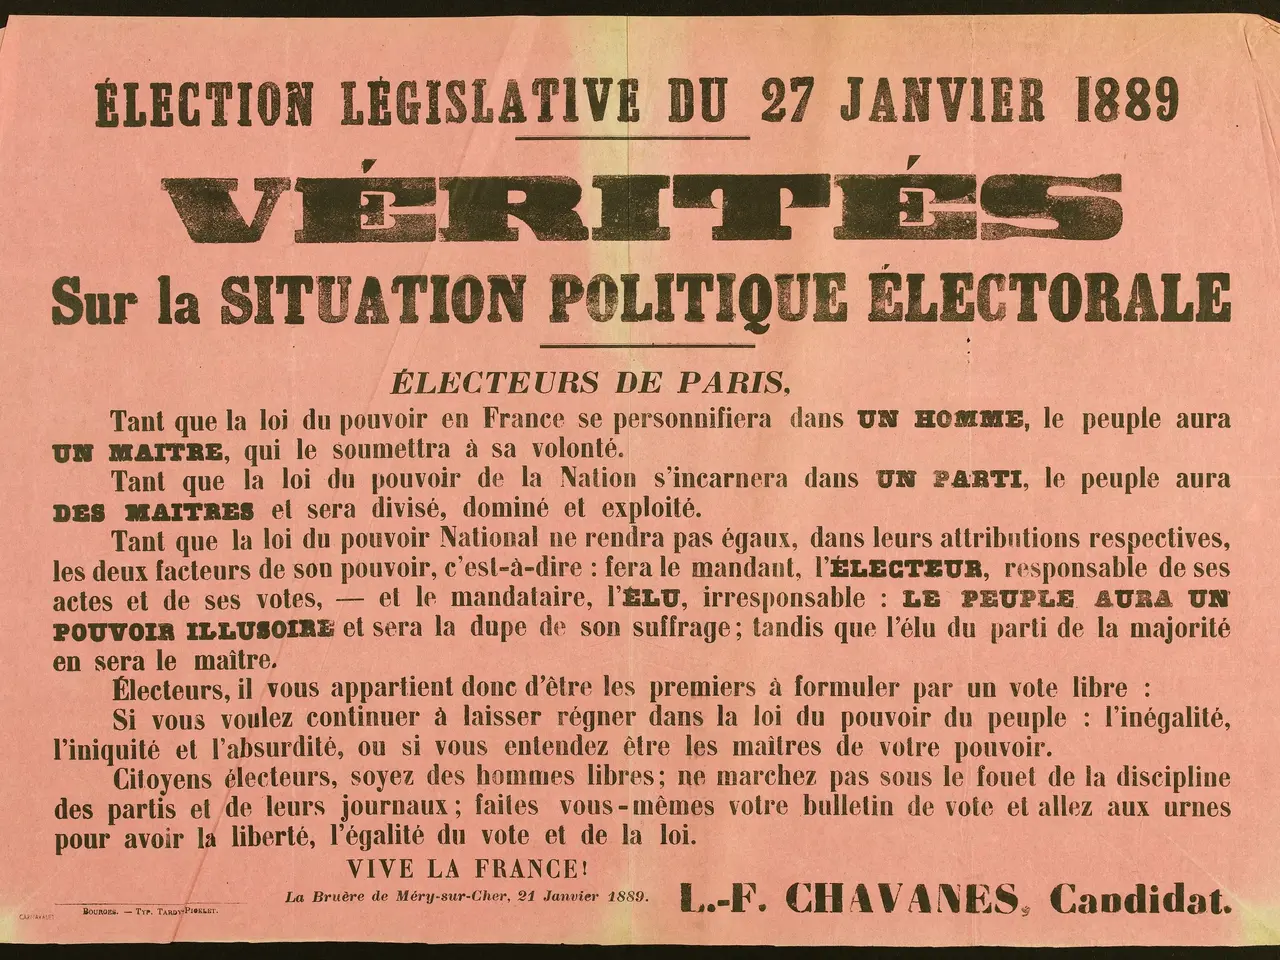 ÉLECTION LÉGISLATIVE DU 27 JANVIER 1889
VÉRITÉS
Sur la SITUATION POLITIQUE ÉLECTORALE
ÉLECTEURS DE PARIS,
Tant que la loi du pouvoir en France se personnifiera dans UN HOMME, le peuple aura
UN MAITRE, qui le soumettra à sa volonté.
Tant que la loi du pouvoir de la Nation s'incarnera dans UN PARTI, le peuple aura
DES MAITRES et sera divisé, dominé et exploité.
Tant que la loi du pouvoir National ne rendra pas égaux, dans leurs attributions respectives,
les deux facteurs de son pouvoir, c'est-à-dire : fera le mandant, l'ÉLECTEUR, responsable de ses
actes et de ses votes, — et le mandataire, l'ÉLU, irresponsable : LE PEUPLE AURA UN
POUVOIR ILLUSOIRE et sera la dupe de son suffrage ; tandis que l'élu du parti de la majorité
en sera le maître.
Électeurs, il vous appartient donc d'être les premiers à formuler par un vote libre :
Si vous voulez continuer à laisser régner dans la loi du pouvoir du peuple : l'inégalité,
l'iniquité et l'absurdité, ou si vous entendez être les maîtres de votre pouvoir.
Citoyens électeurs, soyez des hommes libres ; ne marchez pas sous le fouet de la discipline
des partis et de leurs journaux ; faites vous-mêmes votre bulletin de vote et allez aux urnes
pour avoir la liberté, l'égalité du vote et de la loi.
VIVE LA FRANCE!
La Bruère de Méry-sur-Cher, 21 Janvier 1889.
L.-F. CHAVANES, Candidat.
BOURGES. — TYP. TARDY-PIGELET.